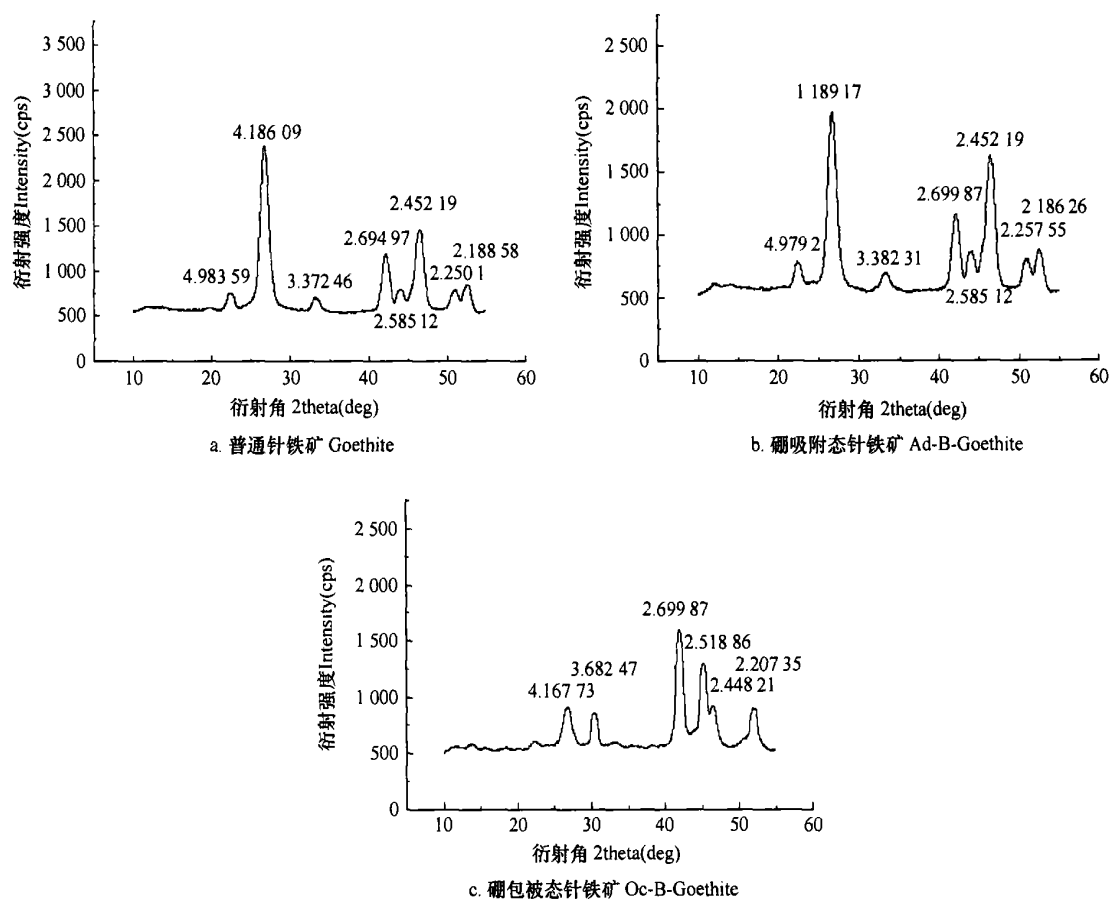 3 500
3 000
2 500
2 000
1 500
1 000
500
0
衍射强度Intensity(cps)
4.186 09
2.452 19
2.694 97
2.188 58
4.983 59
3.372 46
2.250 1
2.585 12
10 20 30 40 50 60
衍射角 2theta(deg)
a. 普通针铁矿 Goethite
2 500
2 000
1 500
1 000
500
0
衍射强度Intensity(cps)
1 189 17
2.452 19
2.699 87
2 186 26
4.979 2
3.382 31
2.257 55
2.585 12
10 20 30 40 50 60
衍射角 2theta(deg)
b. 硼吸附态针铁矿 Ad-B-Goethite
2 500
2 000
1 500
1 000
500
0
衍射强度Intensity(cps)
2.699 87
2.518 86
3.682 47
2.207 35
4.167 73
2.448 21
10 20 30 40 50 60
衍射角 2theta(deg)
c. 硼包被态针铁矿 Oc-B-Goethite